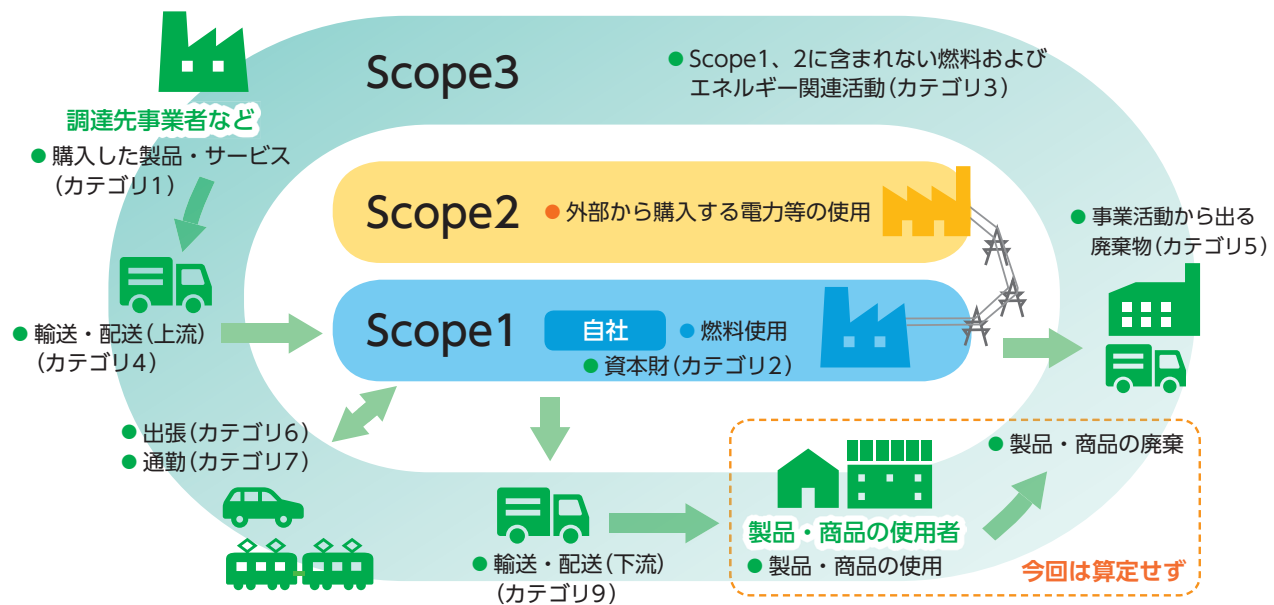 Scope3
● Scope1、2に含まれない燃料および
エネルギー関連活動(カテゴリ3)
調達先事業者など
● 購入した製品・サービス
(カテゴリ1)
Scope2
● 外部から購入する電力等の使用
● 事業活動から出る
廃棄物(カテゴリ5)
● 輸送・配送(上流)
(カテゴリ4)
Scope1
自社
● 燃料使用
● 資本財(カテゴリ2)
● 出張(カテゴリ6)
● 通勤(カテゴリ7)
● 製品・商品の廃棄
製品・商品の使用者
● 製品・商品の使用
今回は算定せず
● 輸送・配送(下流)
(カテゴリ9)